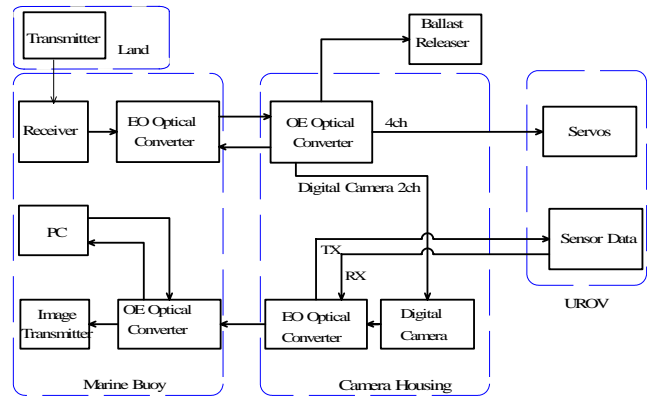 Transmitter
Land
Ballast
Releaser
Receiver
EO Optical
Converter
OE Optical
Converter
4ch
Servos
Digital Camera 2ch
PC
TX
Sensor Data
RX
UROV
Image
Transmitter
OE Optical
Converter
EO Optical
Converter
Digital
Camera
Marine Buoy
Camera Housing